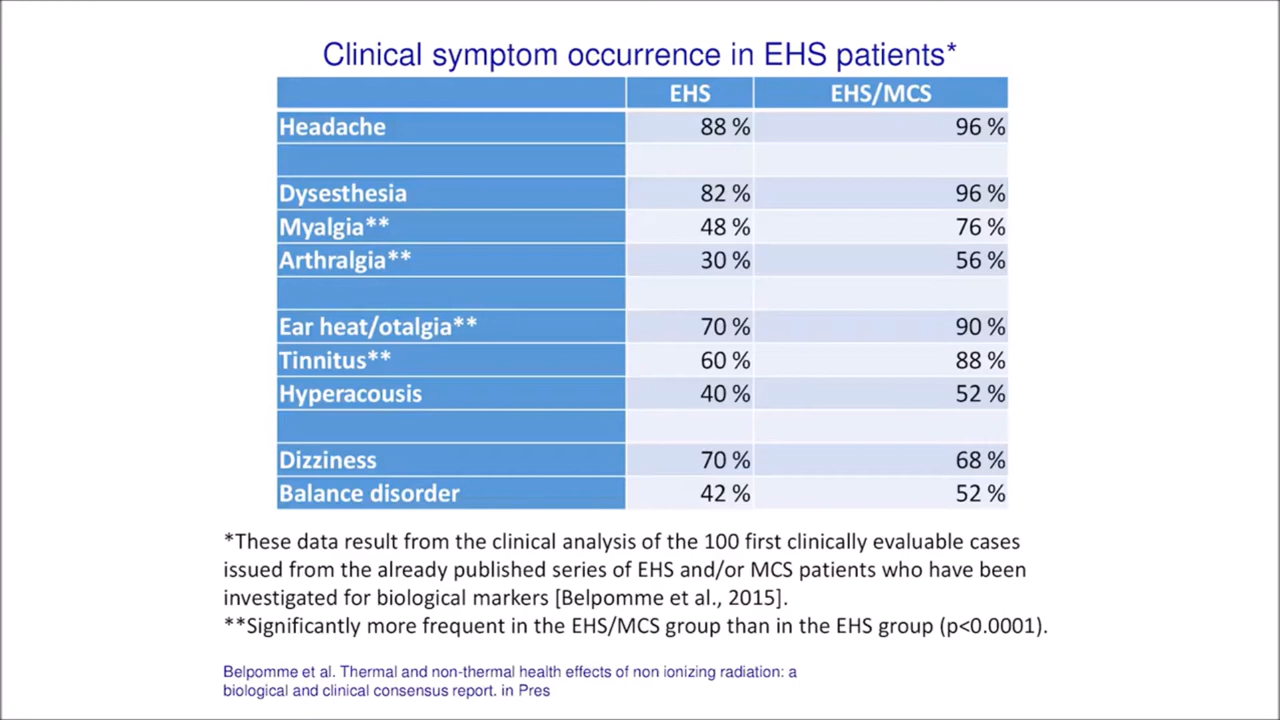 Clinical symptom occurrence in EHS patients*
EHS EHS/MCS
Headache 88 % 96 %
Dysesthesia 82 % 96 %
Myalgia** 48 % 76 %
Arthralgia** 30 % 56 %
Ear heat/otalgia** 70 % 90 %
Tinnitus** 60 % 88 %
Hyperacousis 40 % 52 %
Dizziness 70 % 68 %
Balance disorder 42 % 52 %
*These data result from the clinical analysis of the 100 first clinically evaluable cases
issued from the already published series of EHS and/or MCS patients who have been
investigated for biological markers [Belpomme et al., 2015].
**Significantly more frequent in the EHS/MCS group than in the EHS group (p<0.0001).
Belpomme et al. Thermal and non-thermal health effects of non ionizing radiation: a
biological and clinical consensus report. in Pres